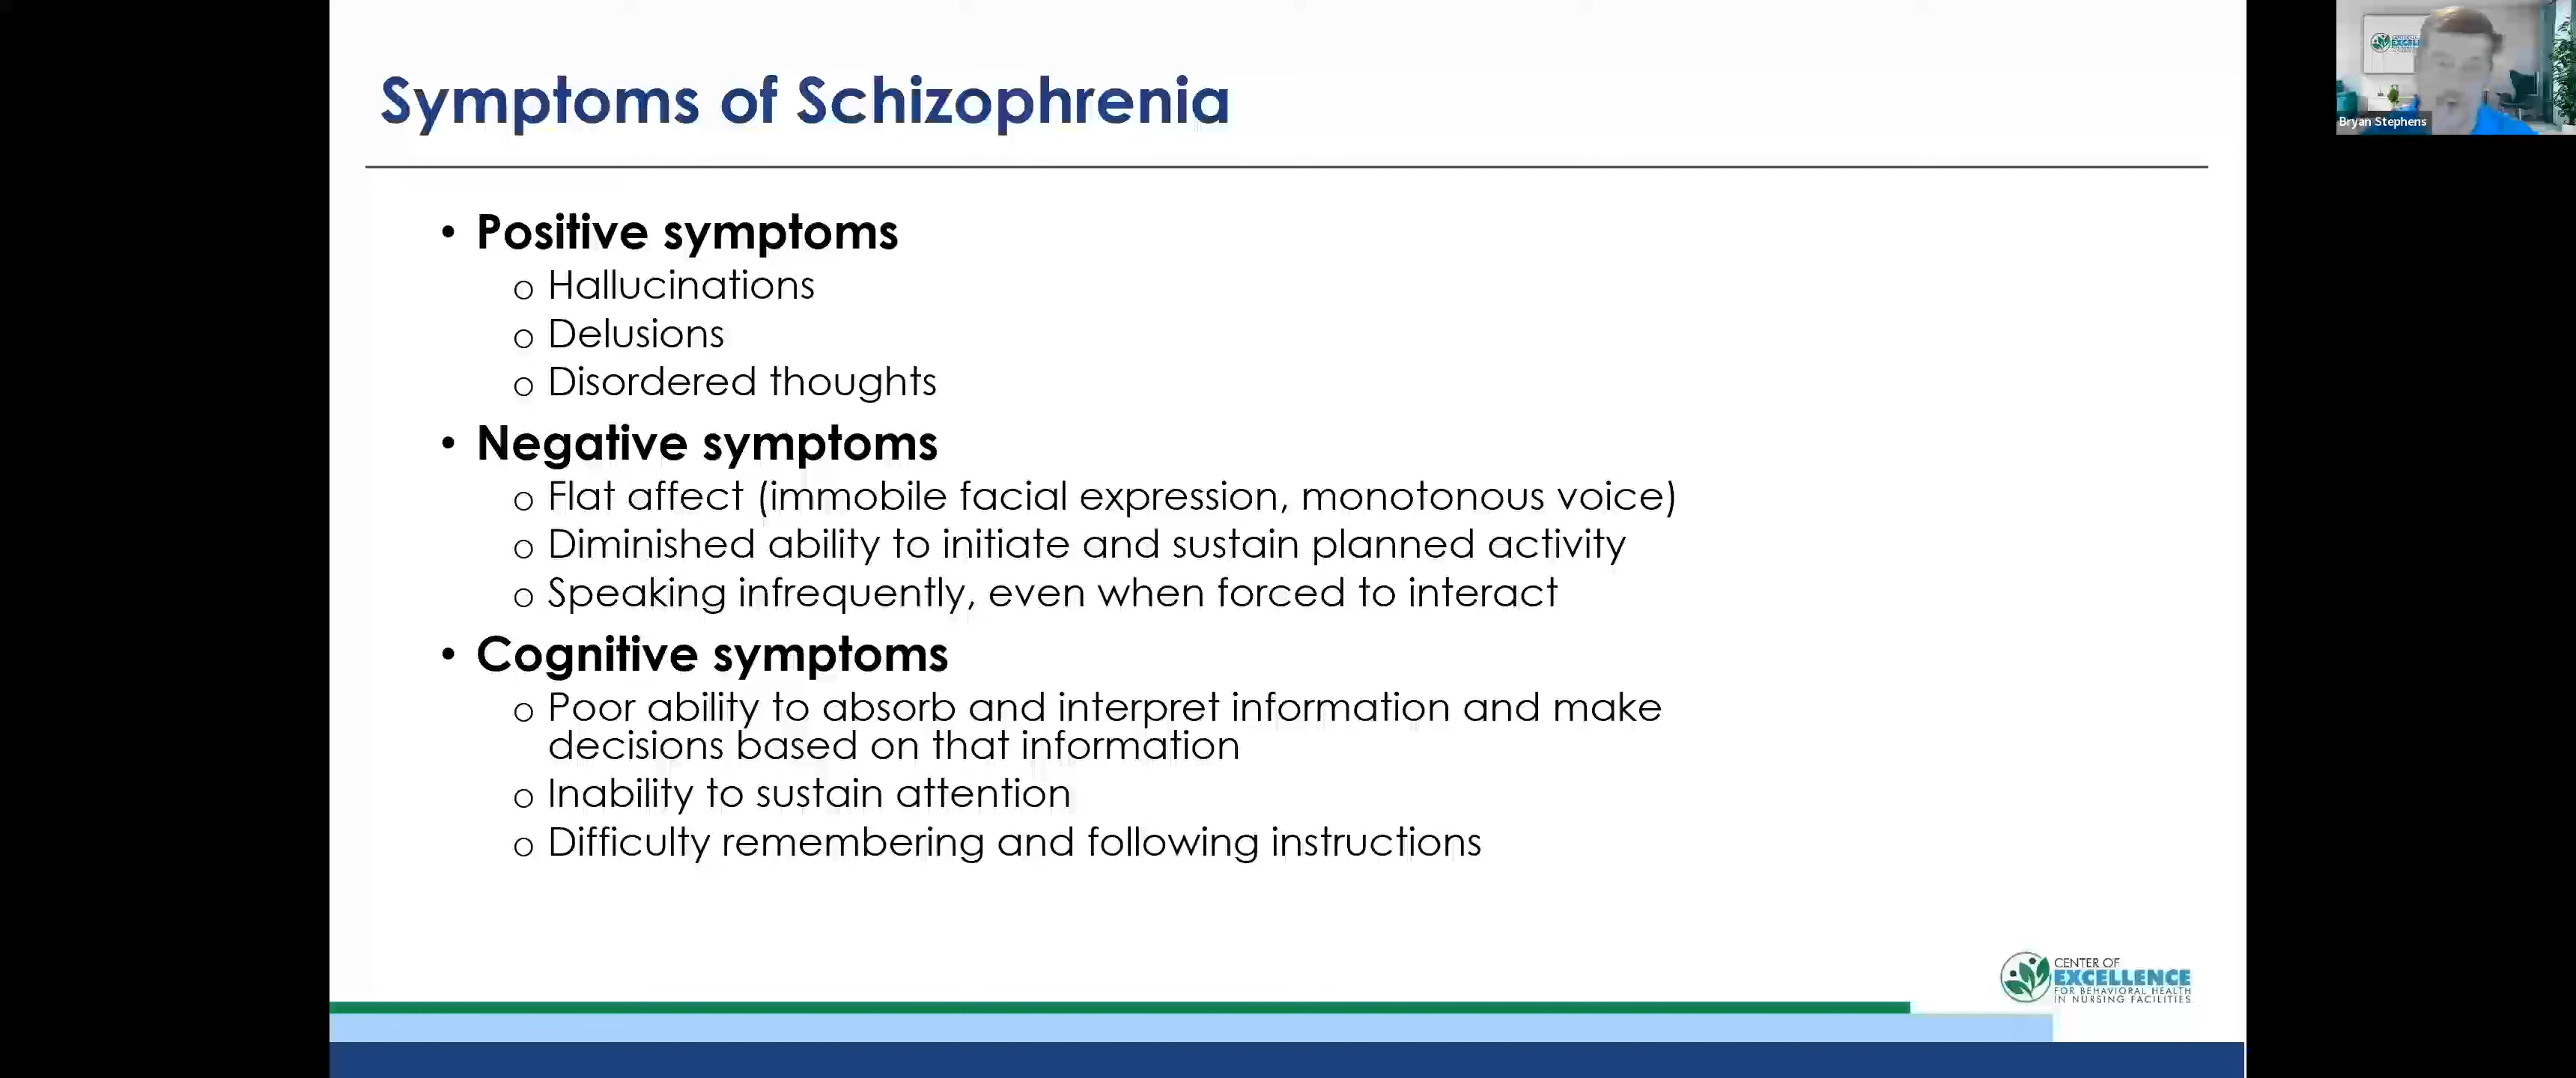 Symptoms of Schizophrenia
• Positive symptoms
o Hallucinations
o Delusions
o Disordered thoughts
• Negative symptoms
o Flat affect (immobile facial expression, monotonous voice)
o Diminished ability to initiate and sustain planned activity
o Speaking infrequently, even when forced to interact
• Cognitive symptoms
o Poor ability to absorb and interpret information and make
decisions based on that information
o Inability to sustain attention
o Difficulty remembering and following instructions
Bryan Stephens
CENTER OF
EXCELLENCE
FOR BEHAVIORAL HEALTH
IN NURSING FACILITIES